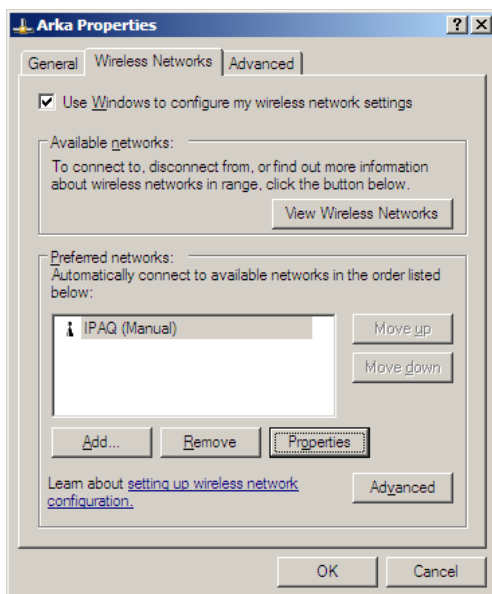 Arka Properties
General Wireless Networks Advanced
Use Windows to configure my wireless network settings
Available networks:
To connect to, disconnect from, or find out more information
about wireless networks in range, click the button below.
View Wireless Networks
Preferred networks:
Automatically connect to available networks in the order listed
below:
IPAQ (Manual)
Move up
Move down
Add... Remove Properties
Learn about setting up wireless network
configuration.
Advanced
OK Cancel